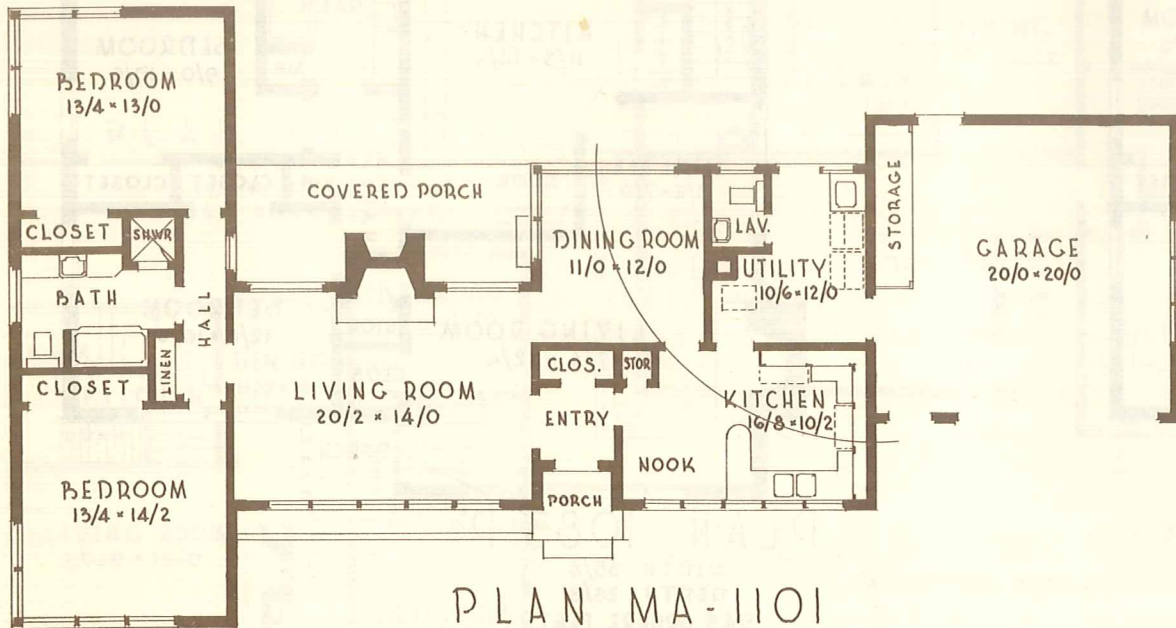 BEDROOM
13/4 × 13/0
COVERED PORCH
CLOSET
SHWR
BATH
HALL
LINEN
CLOSET
BEDROOM
13/4 × 14/2
LIVING ROOM
20/2 × 14/0
DINING ROOM
11/0 × 12/0
LAV.
UTILITY
10/6 × 12/0
STORAGE
GARAGE
20/0 × 20/0
CLOS.
STOR
ENTRY
KITCHEN
16/8 × 10/2
NOOK
PORCH
PLAN MA-1101